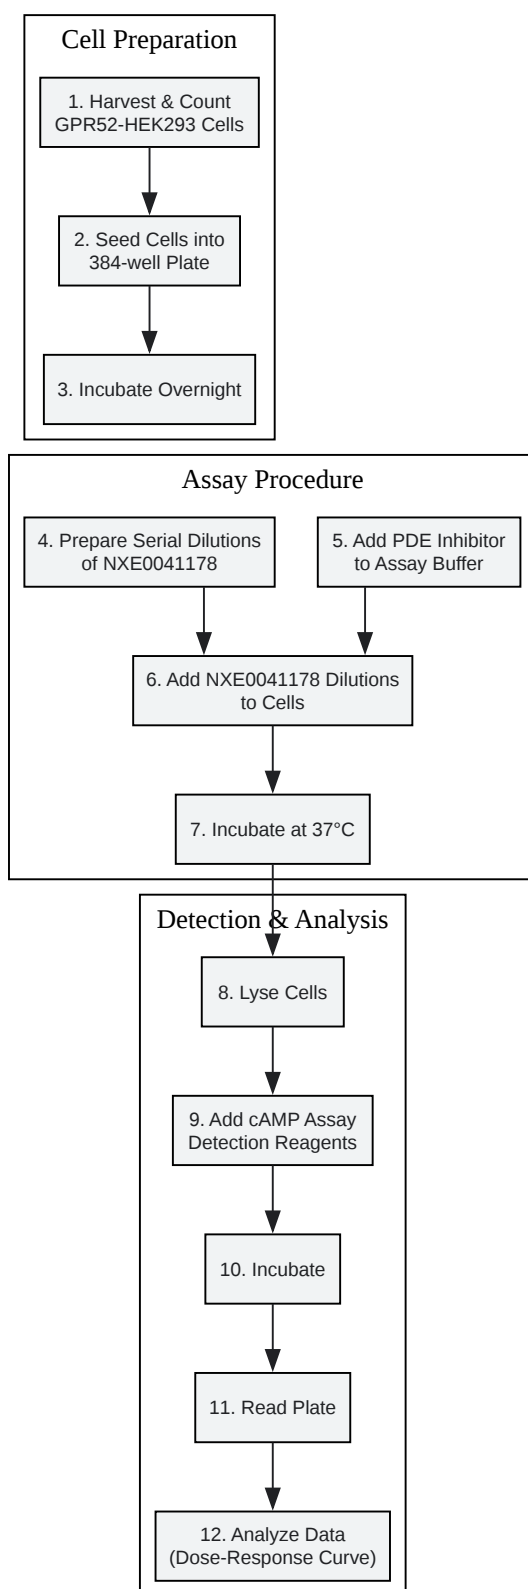 Cell Preparation
1. Harvest & Count
GPR52-HEK293 Cells
2. Seed Cells into
384-well Plate
3. Incubate Overnight
Assay Procedure
4. Prepare Serial Dilutions
of NXE0041178
5. Add PDE Inhibitor
to Assay Buffer
6. Add NXE0041178 Dilutions
to Cells
7. Incubate at 37°C
Detection & Analysis
8. Lyse Cells
9. Add cAMP Assay
Detection Reagents
10. Incubate
11. Read Plate
12. Analyze Data
(Dose-Response Curve)